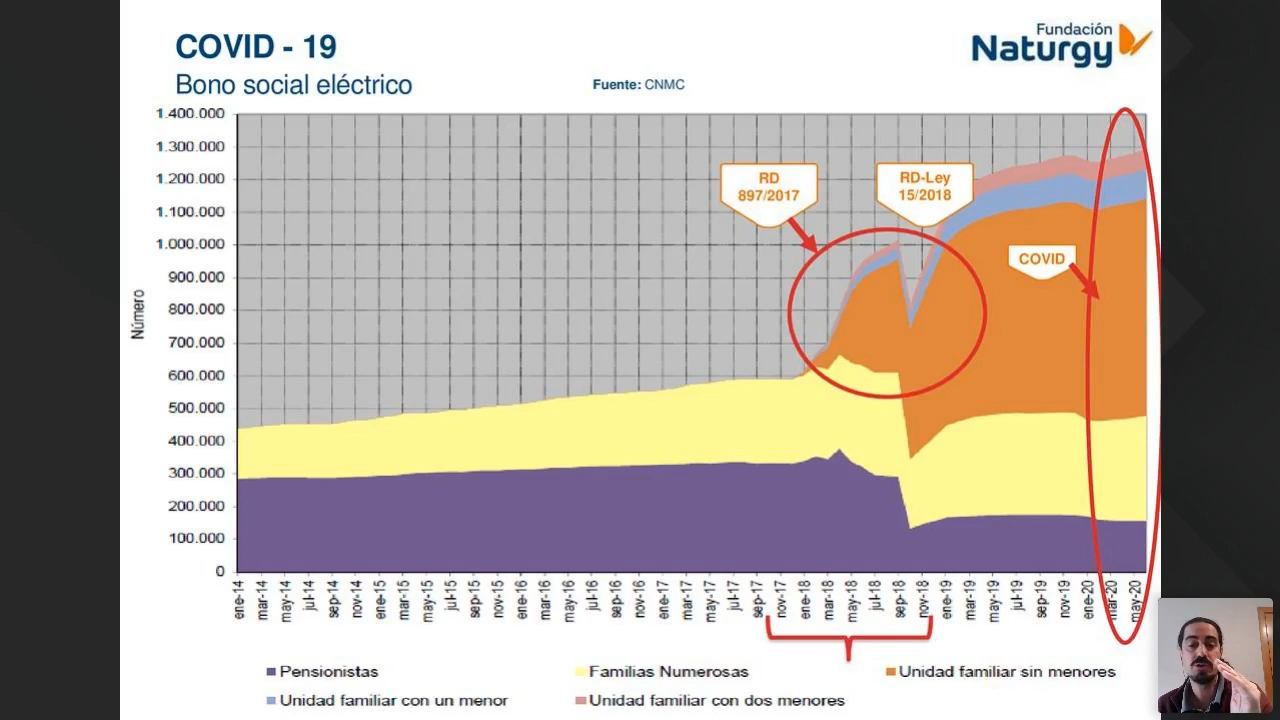 COVID - 19
Fundación
Naturgy
Bono social eléctrico
Fuente: CNMC
1.400.000
1.300.000
1.200.000
1.100.000
1.000.000
900.000
800.000
700.000
600.000
500.000
400.000
300.000
200.000
100.000
0
Número
RD
897/2017
RD-Ley
15/2018
COVID
ene-14
mar-14
may-14
jul-14
sep-14
nov-14
ene-15
mar-15
may-15
jul-15
sep-15
nov-15
ene-16
mar-16
may-16
jul-16
sep-16
nov-16
ene-17
mar-17
may-17
jul-17
sep-17
nov-17
ene-18
mar-18
may-18
jul-18
sep-18
nov-18
ene-19
mar-19
may-19
jul-19
sep-19
nov-19
ene-20
mar-20
may-20
Pensionistas
Familias Numerosas
Unidad familiar sin menores
Unidad familiar con un menor
Unidad familiar con dos menores